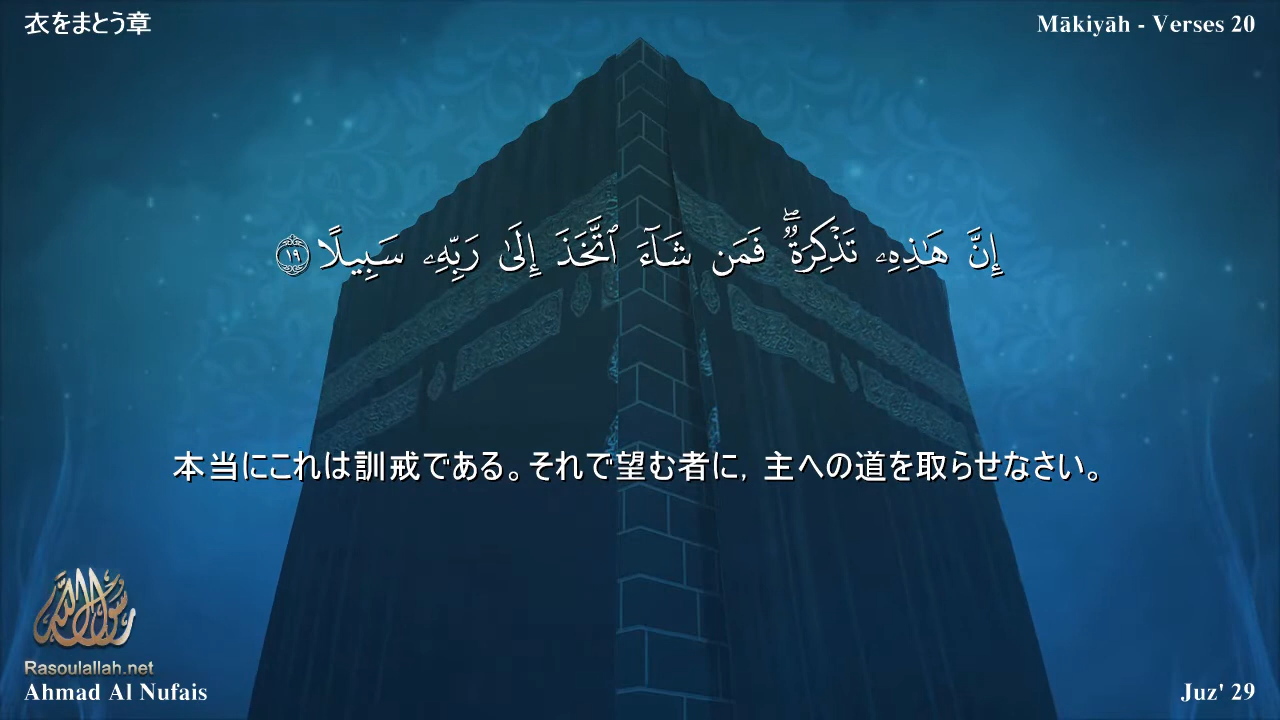 衣をまとう章
Mākiyāh - Verses 20
إِنَّ هَـٰذِهِۦ تَذْكِرَةٌ ۖ فَمَن شَآءَ ٱتَّخَذَ إِلَىٰ رَبِّهِۦ سَبِيلًا ١٩
本当にこれは訓戒である。それで望む者に, 主への道を取らせなさい。
رسول الله
Rasoulallah.net
Ahmad Al Nufais
Juz' 29